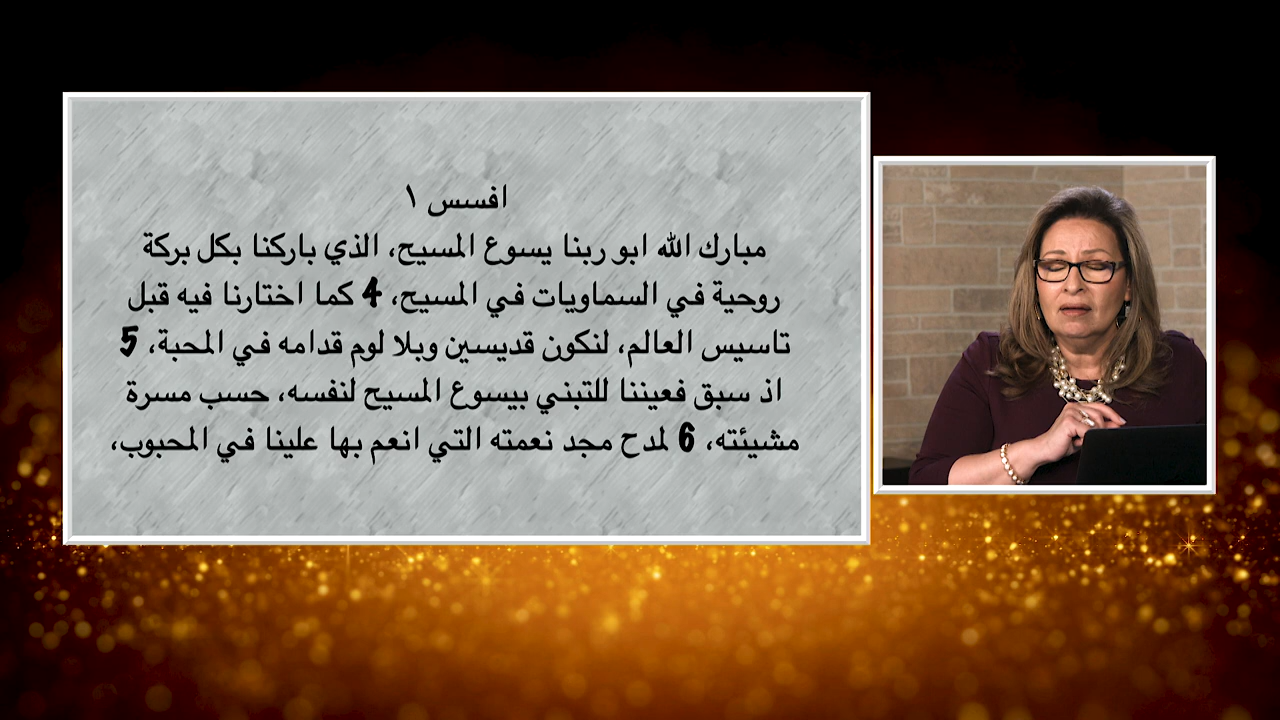 افسس ١
مبارك الله ابو ربنا يسوع المسيح، الذي باركنا بكل بركة
روحية في السماويات في المسيح، 4 كما اختارنا فيه قبل
تاسيس العالم، لنكون قديسين وبلا لوم قدامه في المحبة، 5
اذ سبق فعيننا للتبني بيسوع المسيح لنفسه، حسب مسرة
مشيئته، 6 لمدح مجد نعمته التي انعم بها علينا في المحبوب،